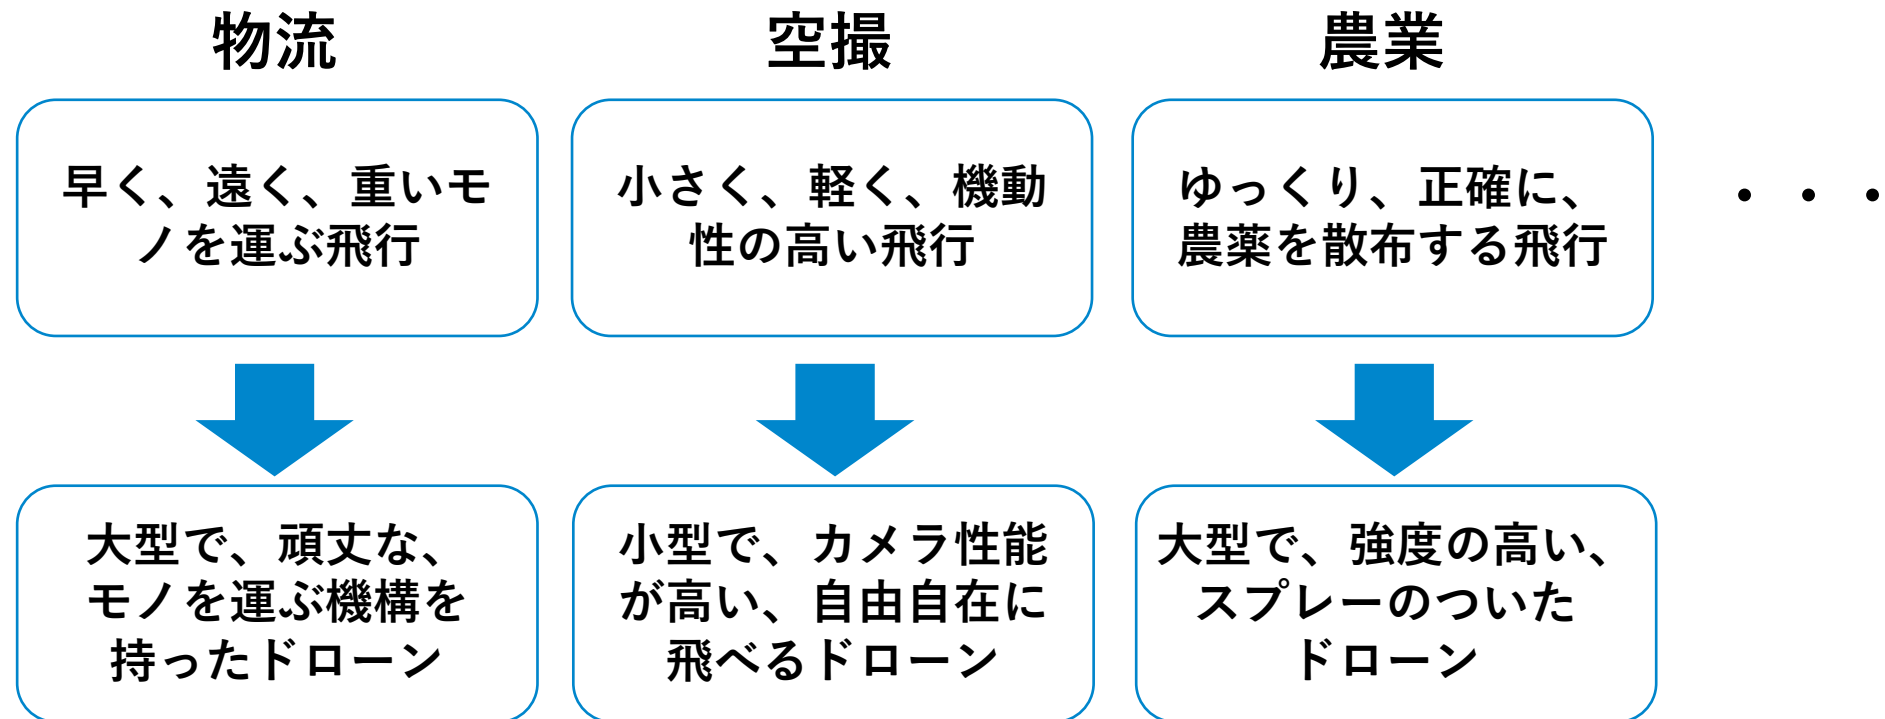 物流
空撮
農業
早く、遠く、重いモ
ノを運ぶ飛行
小さく、軽く、機動
性の高い飛行
ゆっくり、正確に、
農薬を散布する飛行
・・・
大型で、頑丈な、
モノを運ぶ機構を
持ったドローン
小型で、カメラ性能
が高い、自由自在に
飛べるドローン
大型で、強度の高い、
スプレーのついた
ドローン